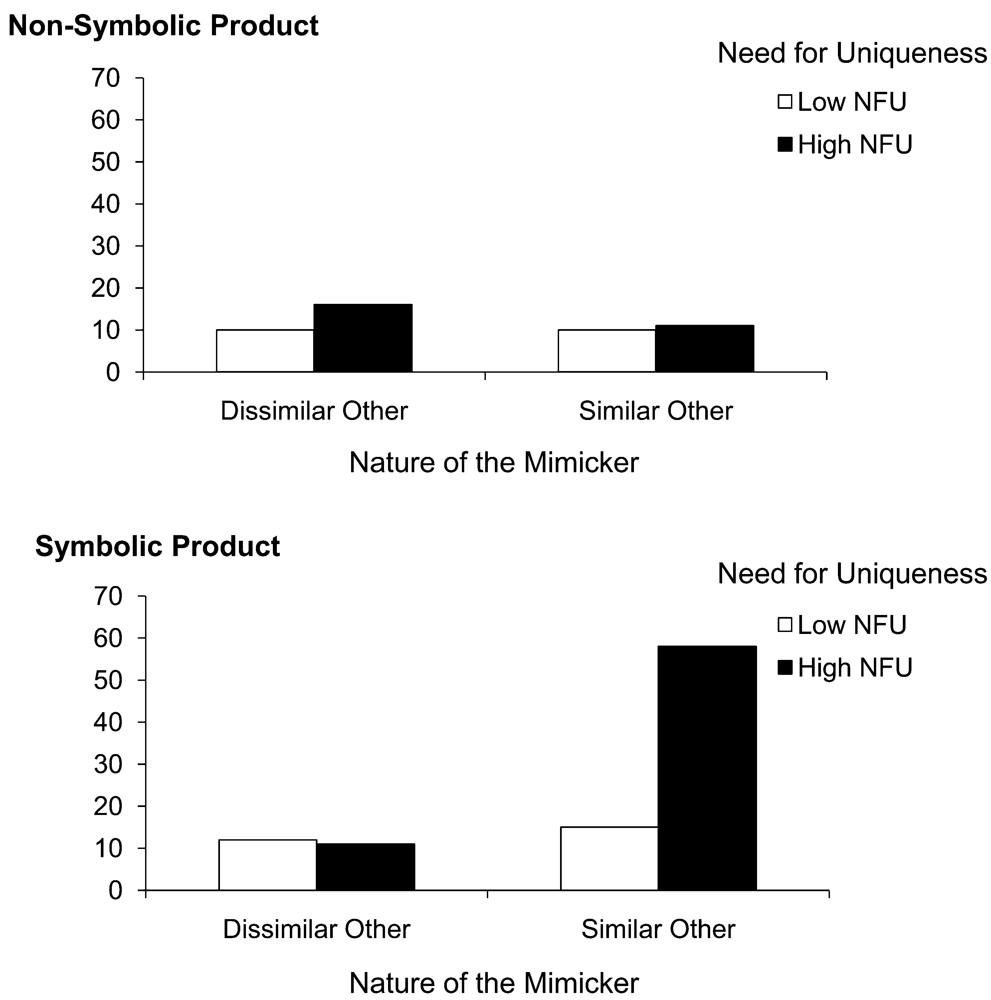 Non-Symbolic Product
Need for Uniqueness
Low NFU
High NFU
70
60
50
40
30
20
10
0
Dissimilar Other
Similar Other
Nature of the Mimicker
Symbolic Product
Need for Uniqueness
Low NFU
High NFU
70
60
50
40
30
20
10
0
Dissimilar Other
Similar Other
Nature of the Mimicker